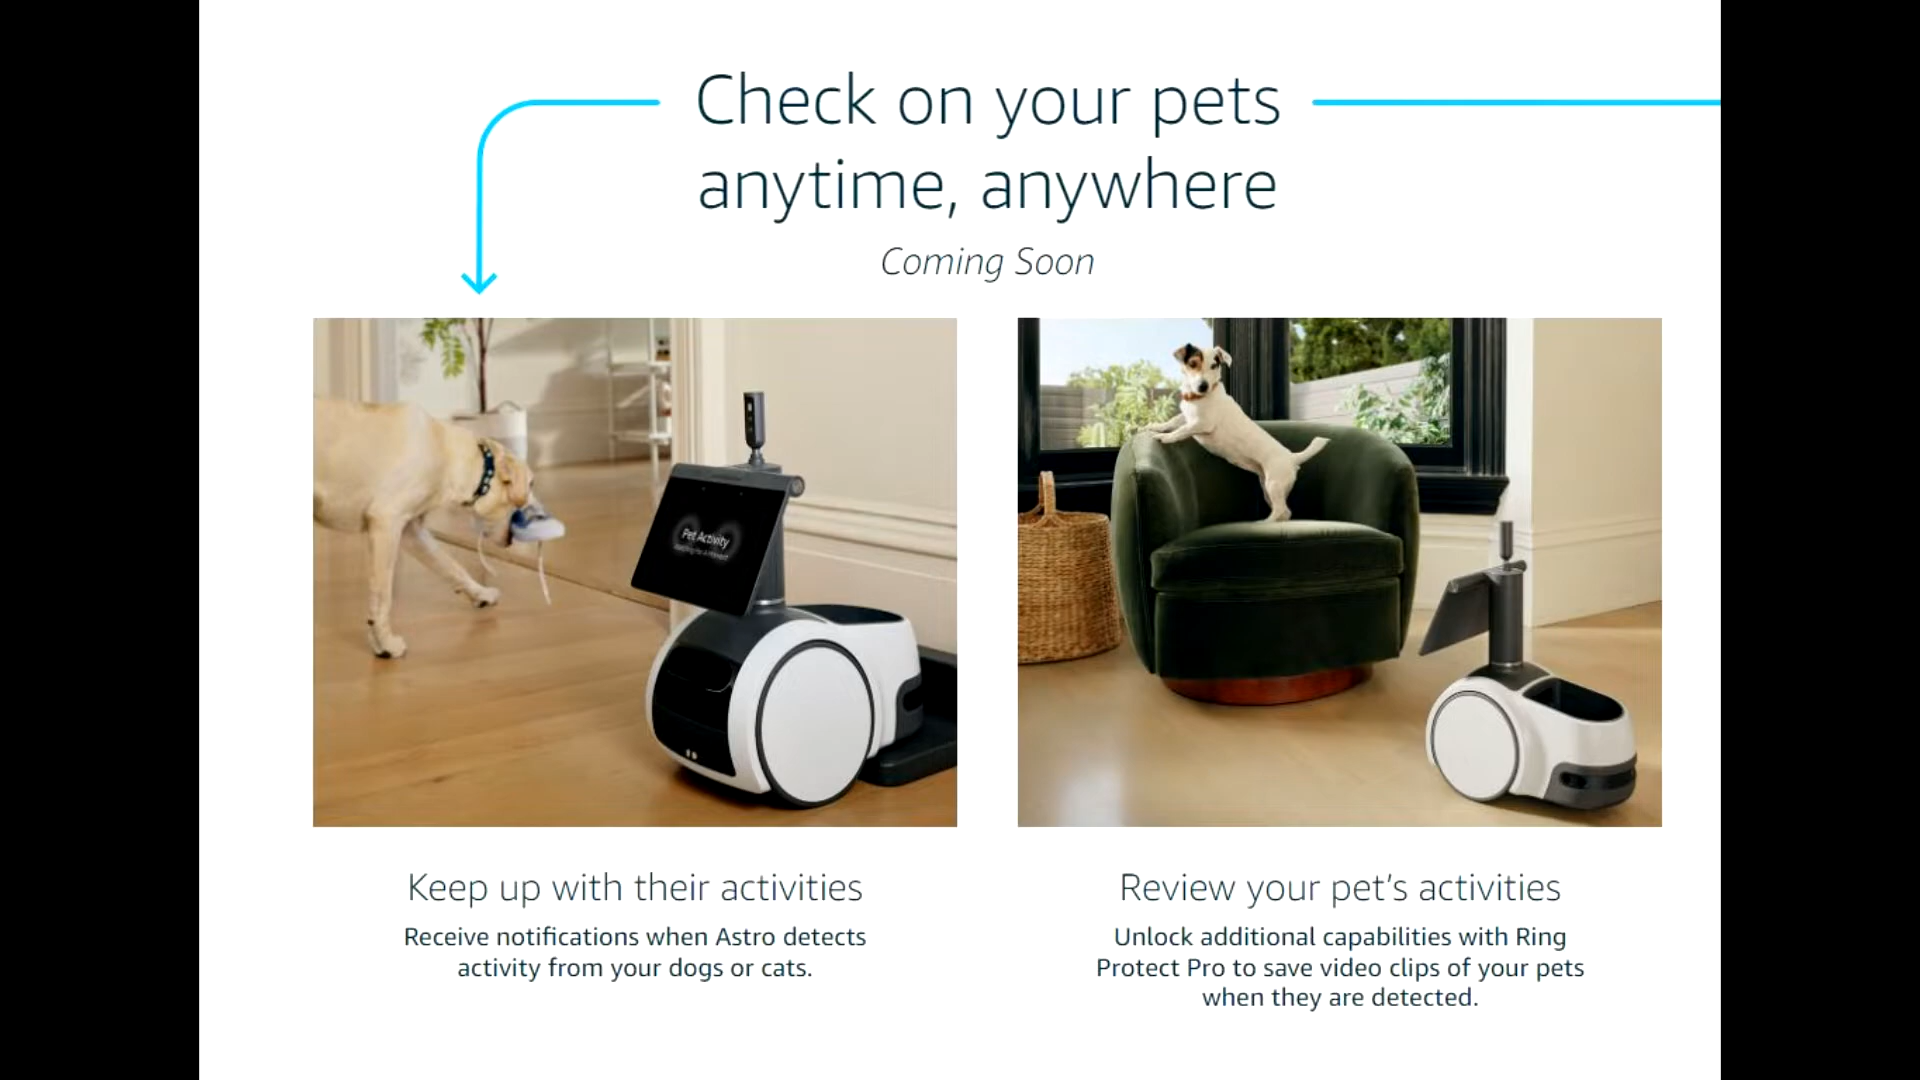 Check on your pets
anytime, anywhere
Coming Soon
Pet Activity
Keep up with their activities
Receive notifications when Astro detects
activity from your dogs or cats.
Review your pet's activities
Unlock additional capabilities with Ring
Protect Pro to save video clips of your pets
when they are detected.